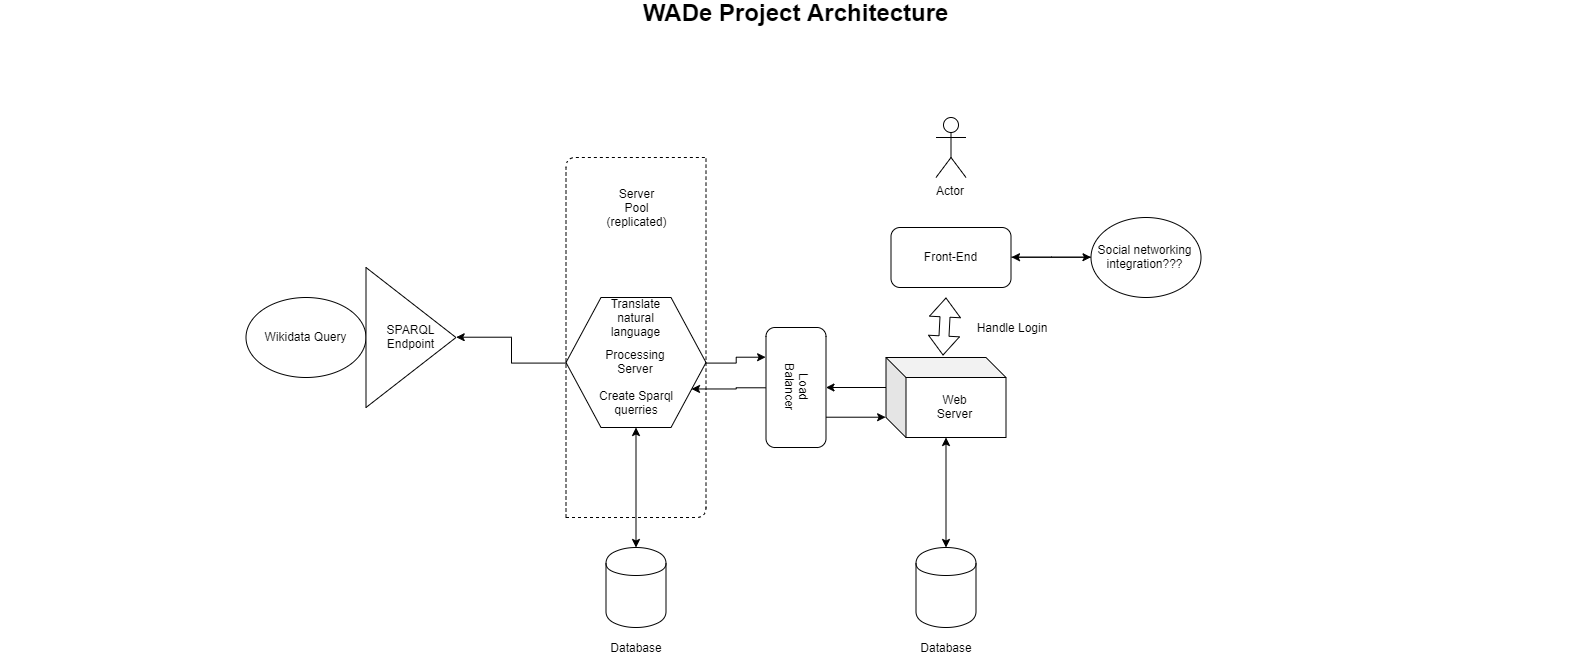 WADe Project Architecture
Actor
Server
Pool
(replicated)
Front-End
Social networking
integration???
Wikidata Query
SPARQL
Endpoint
Translate
natural
language
Processing
Server
Create Sparql
querries
Load
Balancer
Handle Login
Web
Server
Database
Database